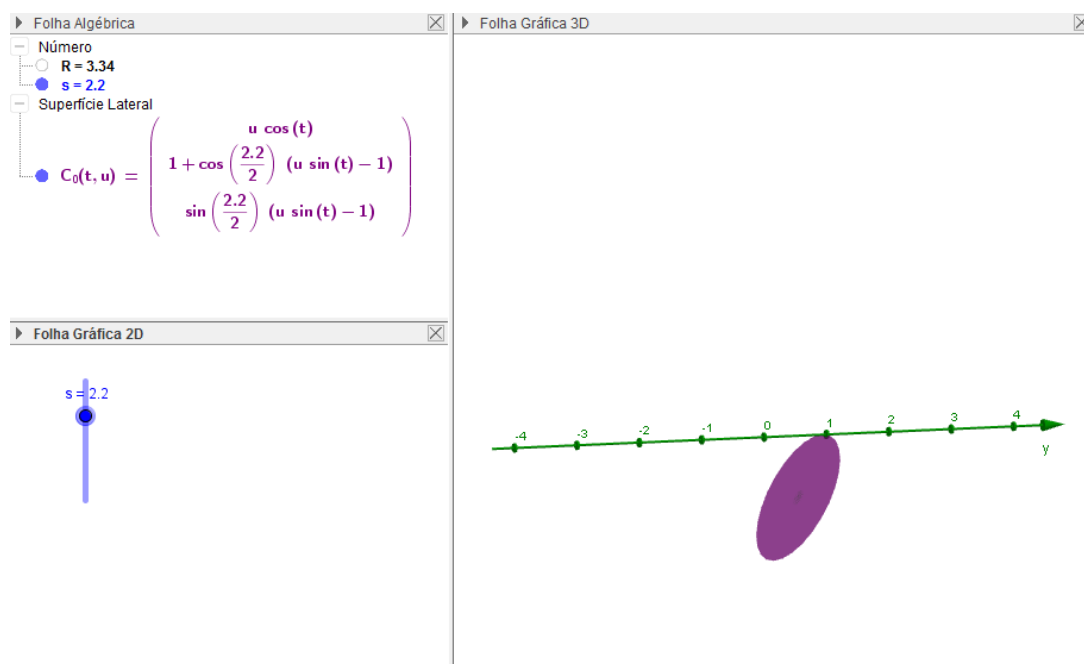 Folha Algébrica
Número
R = 3.34
s = 2.2
Superfície Lateral
C₀(t, u) = ( u cos (t)
1 + cos (2.2/2) (u sin (t) − 1)
sin (2.2/2) (u sin (t) − 1) )
Folha Gráfica 2D
s = 2.2
Folha Gráfica 3D
-4 -3 -2 -1 0 1 2 3 4
y